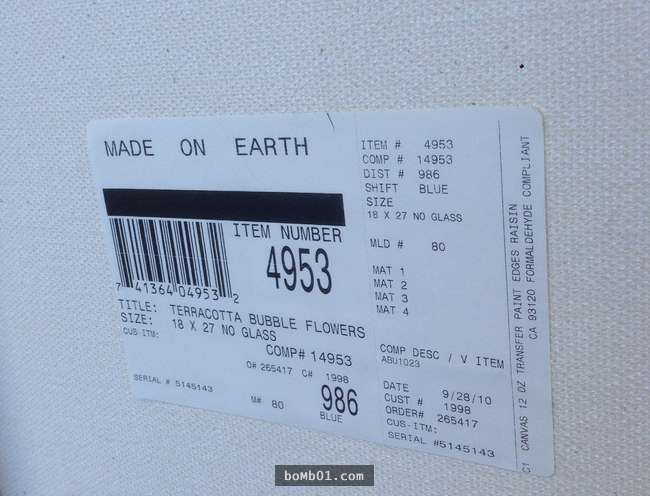 MADE ON EARTH
ITEM NUMBER
4953
7 41364 04953 2
TITLE: TERRACOTTA BUBBLE FLOWERS
SIZE: 18 X 27 NO GLASS
CUS ITM:
COMP# 14953
O# 265417 C# 1998
SERIAL # 5145143
M# 80
986
BLUE
ITEM # 4953
COMP # 14953
DIST # 986
SHIFT BLUE
SIZE
18 X 27 NO GLASS
MLD # 80
MAT 1
MAT 2
MAT 3
MAT 4
COMP DESC / V ITEM
ABU1023
DATE 9/28/10
CUST # 1998
ORDER# 265417
CUS-ITM:
SERIAL #5145143
C1 CANVAS 12 OZ TRANSFER PAINT EDGES RAISIN
CA 93120 FORMALDEHYDE COMPLIANT
boMb01.com